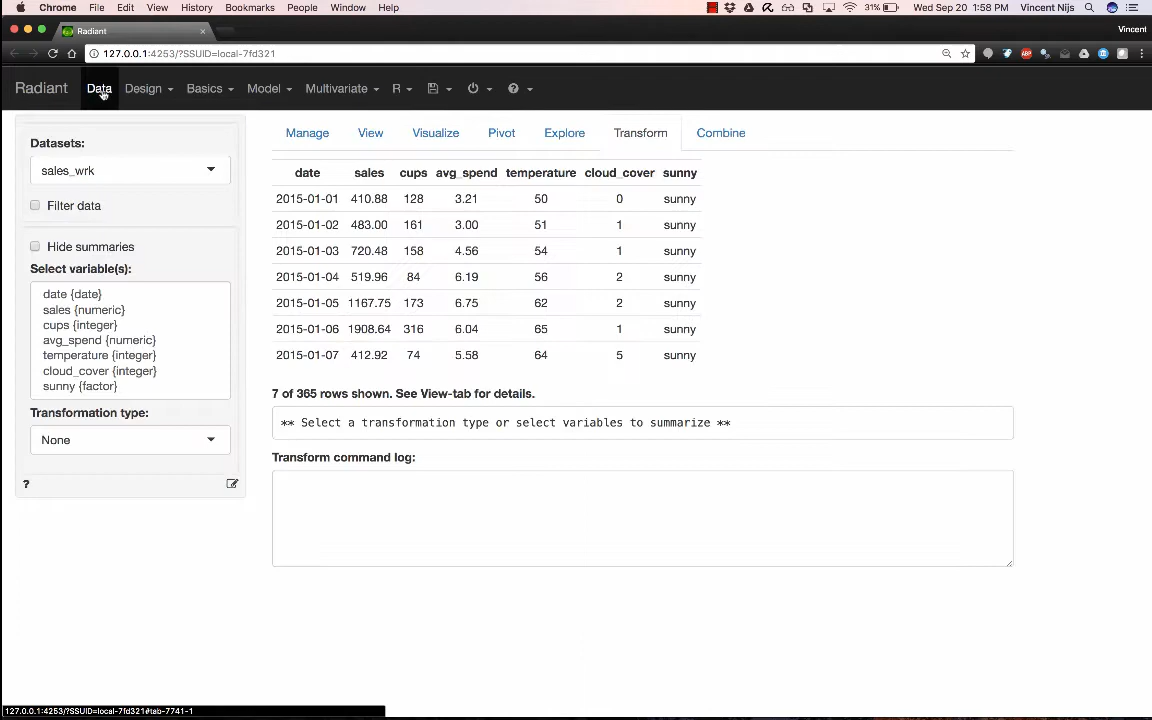 Chrome File Edit View History Bookmarks People Window Help 31% Wed Sep 20 1:58 PM Vincent Nijs
Radiant Vincent
127.0.0.1:4253/?SSUID=local-7fd321
Radiant Data Design Basics Model Multivariate R ?
Datasets:
sales_wrk
Filter data
Hide summaries
Select variable(s):
date {date}
sales {numeric}
cups {integer}
avg_spend {numeric}
temperature {integer}
cloud_cover {integer}
sunny {factor}
Transformation type:
None
?
Manage View Visualize Pivot Explore Transform Combine
date sales cups avg_spend temperature cloud_cover sunny
2015-01-01 410.88 128 3.21 50 0 sunny
2015-01-02 483.00 161 3.00 51 1 sunny
2015-01-03 720.48 158 4.56 54 1 sunny
2015-01-04 519.96 84 6.19 56 2 sunny
2015-01-05 1167.75 173 6.75 62 2 sunny
2015-01-06 1908.64 316 6.04 65 1 sunny
2015-01-07 412.92 74 5.58 64 5 sunny
7 of 365 rows shown. See View-tab for details.
** Select a transformation type or select variables to summarize **
Transform command log:
127.0.0.1:4253/?SSUID=local-7fd321#tab-7741-1